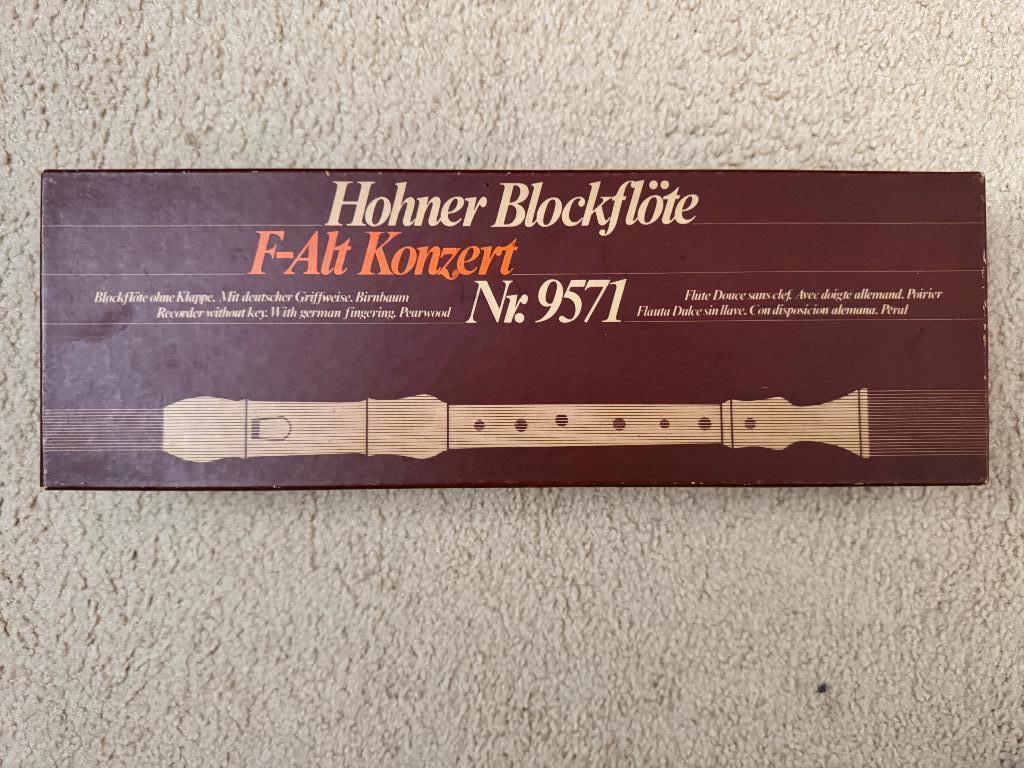 Hohner Blockflöte
F-Alt Konzert
Nr. 9571
Blockflöte ohne Klappe. Mit deutscher Griffweise. Birnbaum
Recorder without key. With german fingering. Pearwood
Flute Douce sans clef. Avec doigte allemand. Poirier
Flauta Dulce sin llave. Con disposicion alemana. Peral